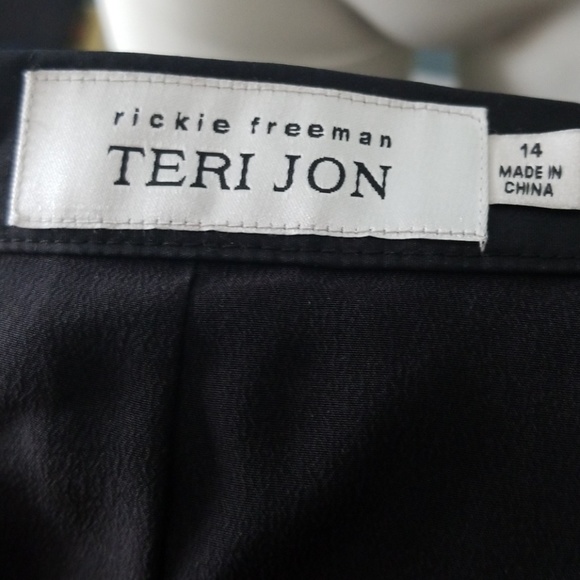 rickie freeman
TERI JON
14
MADE IN
CHINA